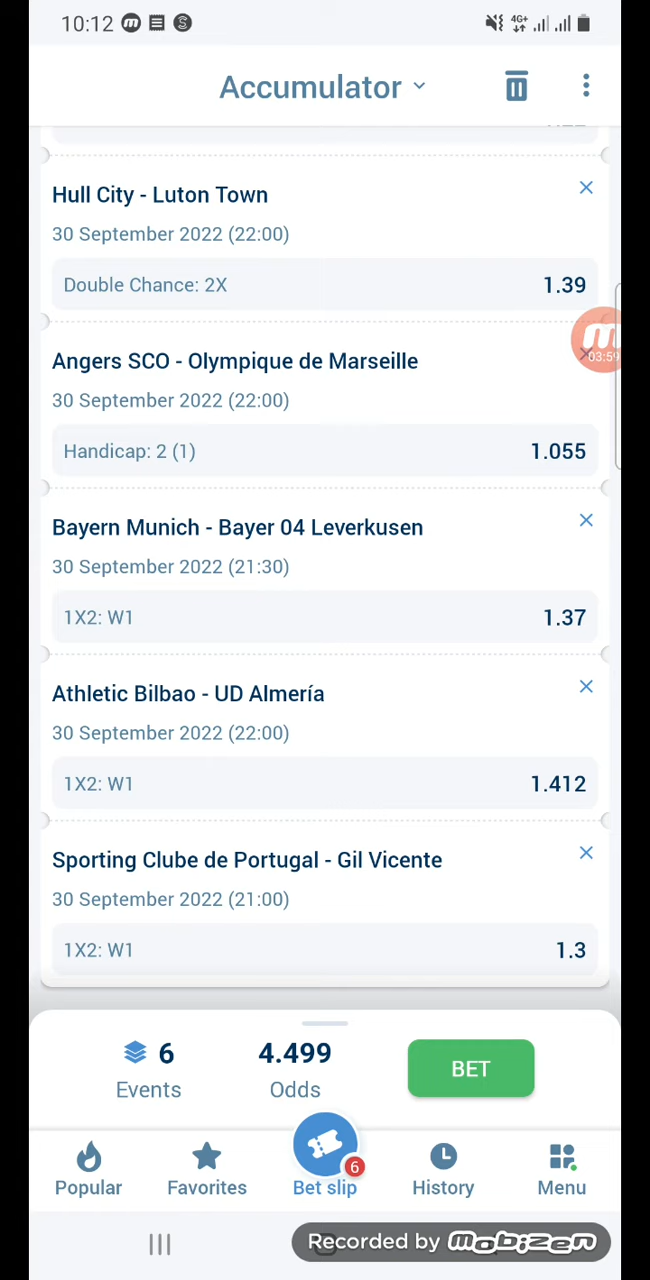 10:12
4G+
Accumulator
Hull City - Luton Town
30 September 2022 (22:00)
Double Chance: 2X 1.39
Angers SCO - Olympique de Marseille
03:59
30 September 2022 (22:00)
Handicap: 2 (1) 1.055
Bayern Munich - Bayer 04 Leverkusen
30 September 2022 (21:30)
1X2: W1 1.37
Athletic Bilbao - UD Almería
30 September 2022 (22:00)
1X2: W1 1.412
Sporting Clube de Portugal - Gil Vicente
30 September 2022 (21:00)
1X2: W1 1.3
6 4.499 BET
Events Odds
6
Popular Favorites Bet slip History Menu
Recorded by mobizen